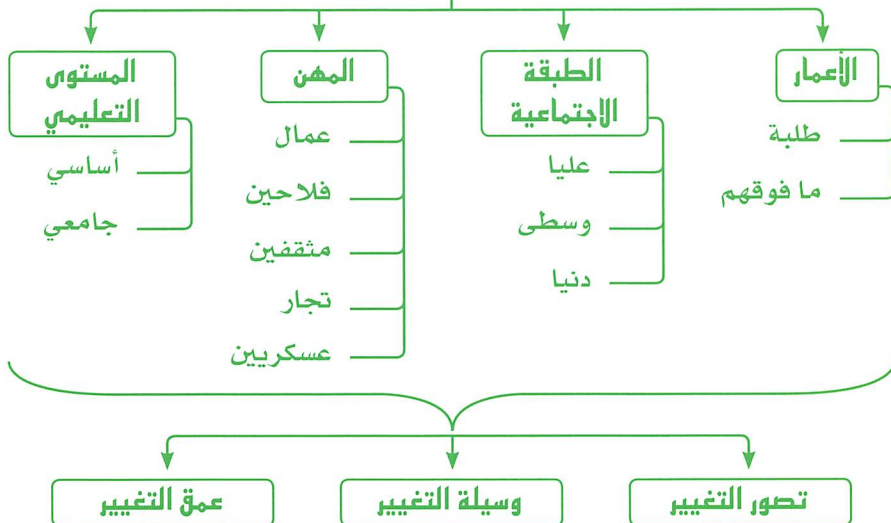 الأعمار
طلبة
ما فوقهم
الطبقة
الاجتماعية
عليا
وسطى
دنيا
المهن
عمال
فلاحين
مثقفين
تجار
عسكريين
المستوى
التعليمي
أساسي
جامعي
تصور التغيير
وسيلة التغيير
عمق التغيير